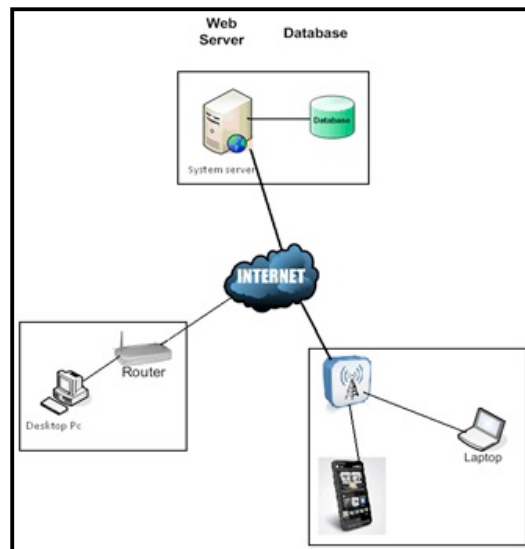 Web
Server
Database
Database
System server
INTERNET
Router
Desktop Pc
Laptop